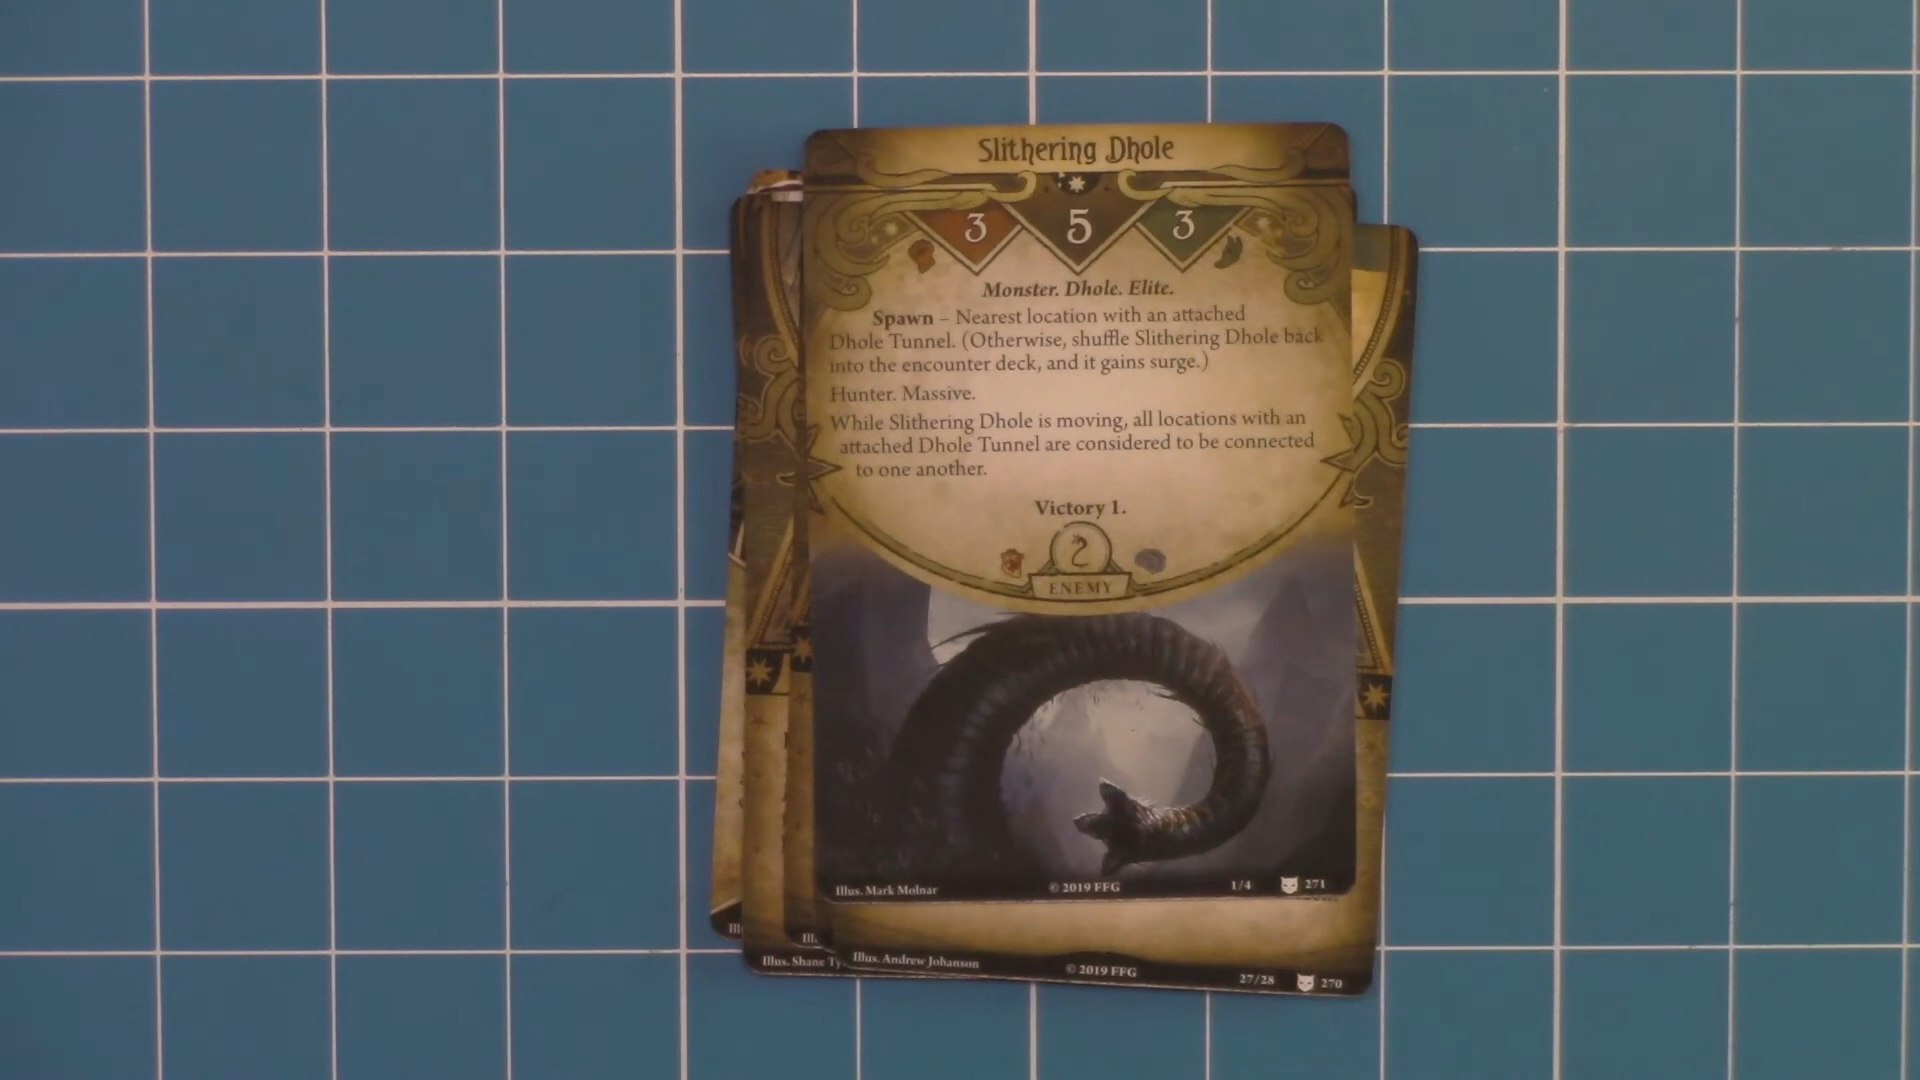 Slithering Dhole
3 5 3
Monster. Dhole. Elite.
Spawn – Nearest location with an attached
Dhole Tunnel. (Otherwise, shuffle Slithering Dhole back
into the encounter deck, and it gains surge.)
Hunter. Massive.
While Slithering Dhole is moving, all locations with an
attached Dhole Tunnel are considered to be connected
to one another.
Victory 1.
ENEMY
Illus. Mark Molnar © 2019 FFG 1/4 271
Illus. Shane Illus. Andrew Johanson © 2019 FFG 27/28 270